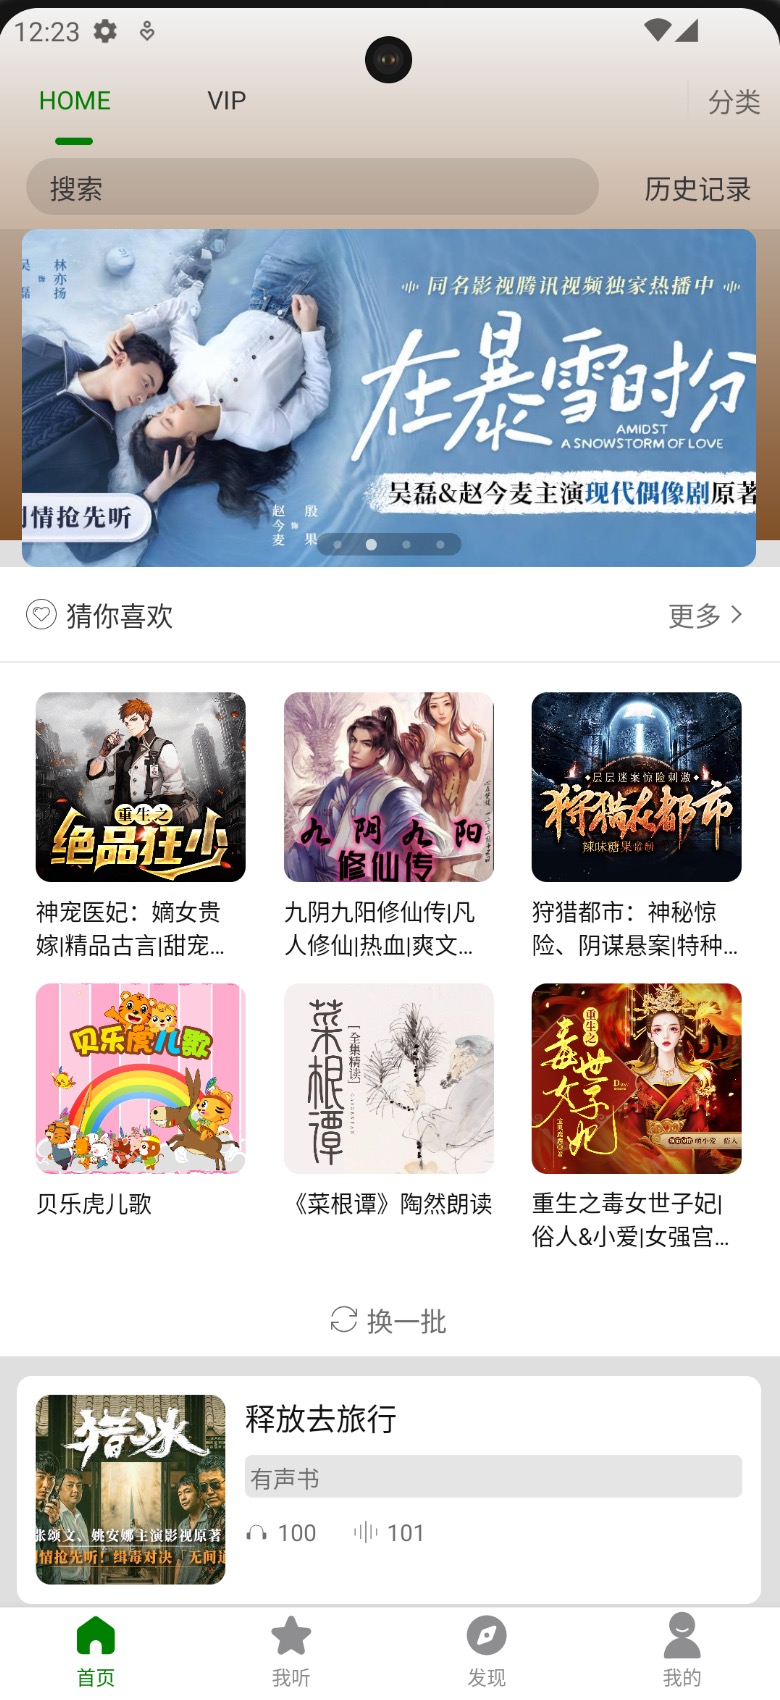 12:23
HOME
VIP
分类
搜索
历史记录
林亦扬
同名影视腾讯视频独家热播中
在暴雪时分
AMIDST
A SNOWSTORM OF LOVE
吴磊&赵今麦主演现代偶像剧原著
情抢先听
赵今麦 饰 殷果
猜你喜欢
更多
重生之
绝品狂少
九阴九阳
修仙传
层层迷案惊险刺激
狩猎大都市
神宠医妃：嫡女贵
嫁|精品古言|甜宠...
九阴九阳修仙传|凡
人修仙|热血|爽文...
狩猎都市：神秘惊
险、阴谋悬案|特种...
贝乐虎儿歌
菜根谭
[全集精读]
重生之
毒世女子妃
贝乐虎儿歌
《菜根谭》陶然朗读
重生之毒女世子妃|
俗人&小爱|女强宫...
换一批
猎冰
张颂文、姚安娜主演影视原著
情抢先听！缉毒对决「无间道
释放去旅行
有声书
100
101
首页
我听
发现
我的